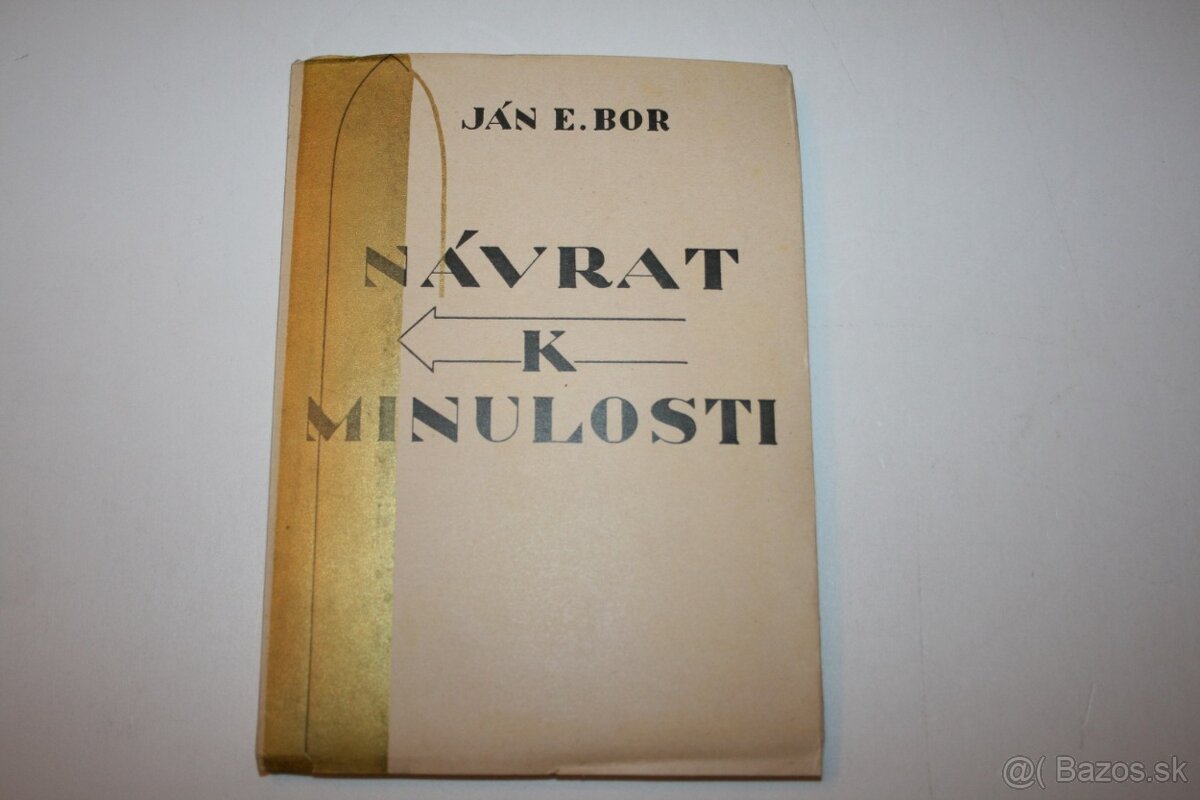 JÁN E. BOR
NÁVRAT
K
MINULOSTI
@( Bazos.sk